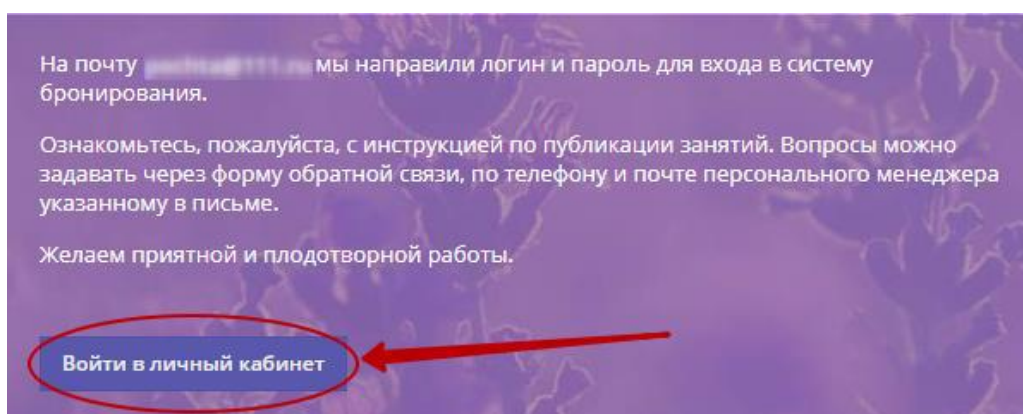 На почту мы направили логин и пароль для входа в систему
бронирования.
Ознакомьтесь, пожалуйста, с инструкцией по публикации занятий. Вопросы можно
задавать через форму обратной связи, по телефону и почте персонального менеджера
указанному в письме.
Желаем приятной и плодотворной работы.
Войти в личный кабинет